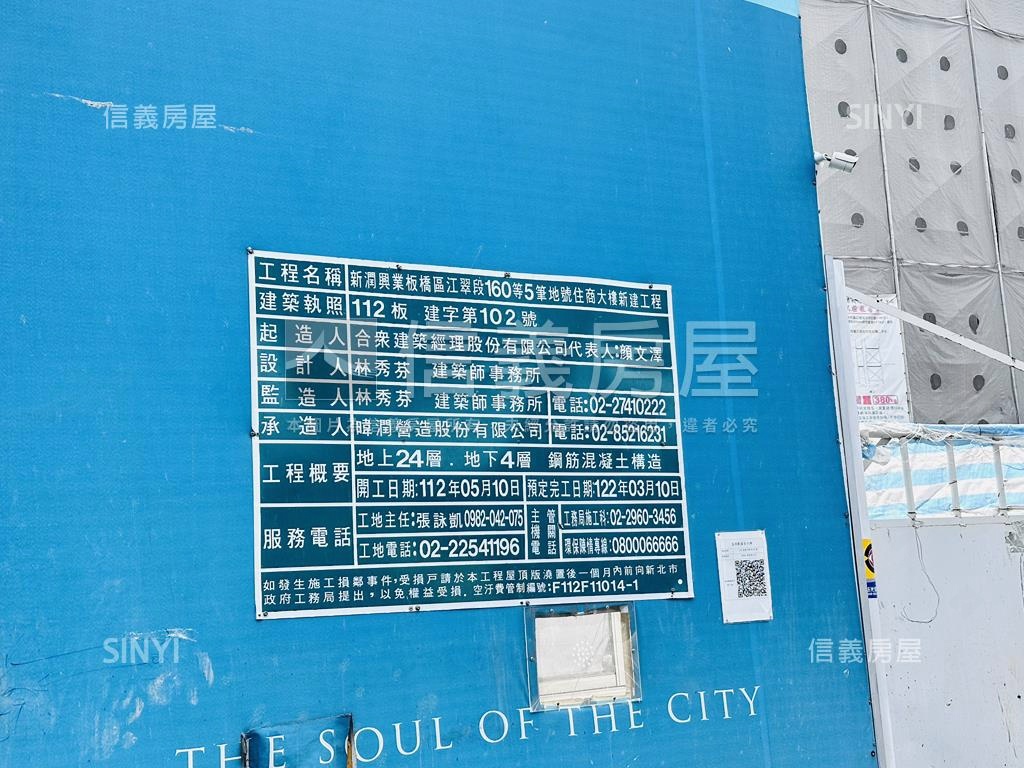 信義房屋
SINYI
工程名稱 新潤興業板橋區江翠段160等5筆地號住商大樓新建工程
建築執照 112板 建字第102號
起造人 合衆建築經理股份有限公司代表人:顏文澤
設計人 林秀芬 建築師事務所
監造人 林秀芬 建築師事務所 電話:02-27410222
承造人 暐潤營造股份有限公司 電話:02-85216231
工程概要 地上24層．地下4層 鋼筋混凝土構造
開工日期:112年05月10日 預定完工日期:122年03月10日
服務電話 工地主任:張詠凱0982-042-075 主管機關電話 工務局施工科:02-2960-3456
工地電話:02-22541196 環保陳情專線:0800066666
如發生施工損鄰事件,受損戶請於本工程屋頂版澆置後一個月內前向新北市
政府工務局提出,以免權益受損．空汙費管制編號:F112F11014-1
信義房屋
380kg
SINYI
信義房屋
THE SOUL OF THE CITY